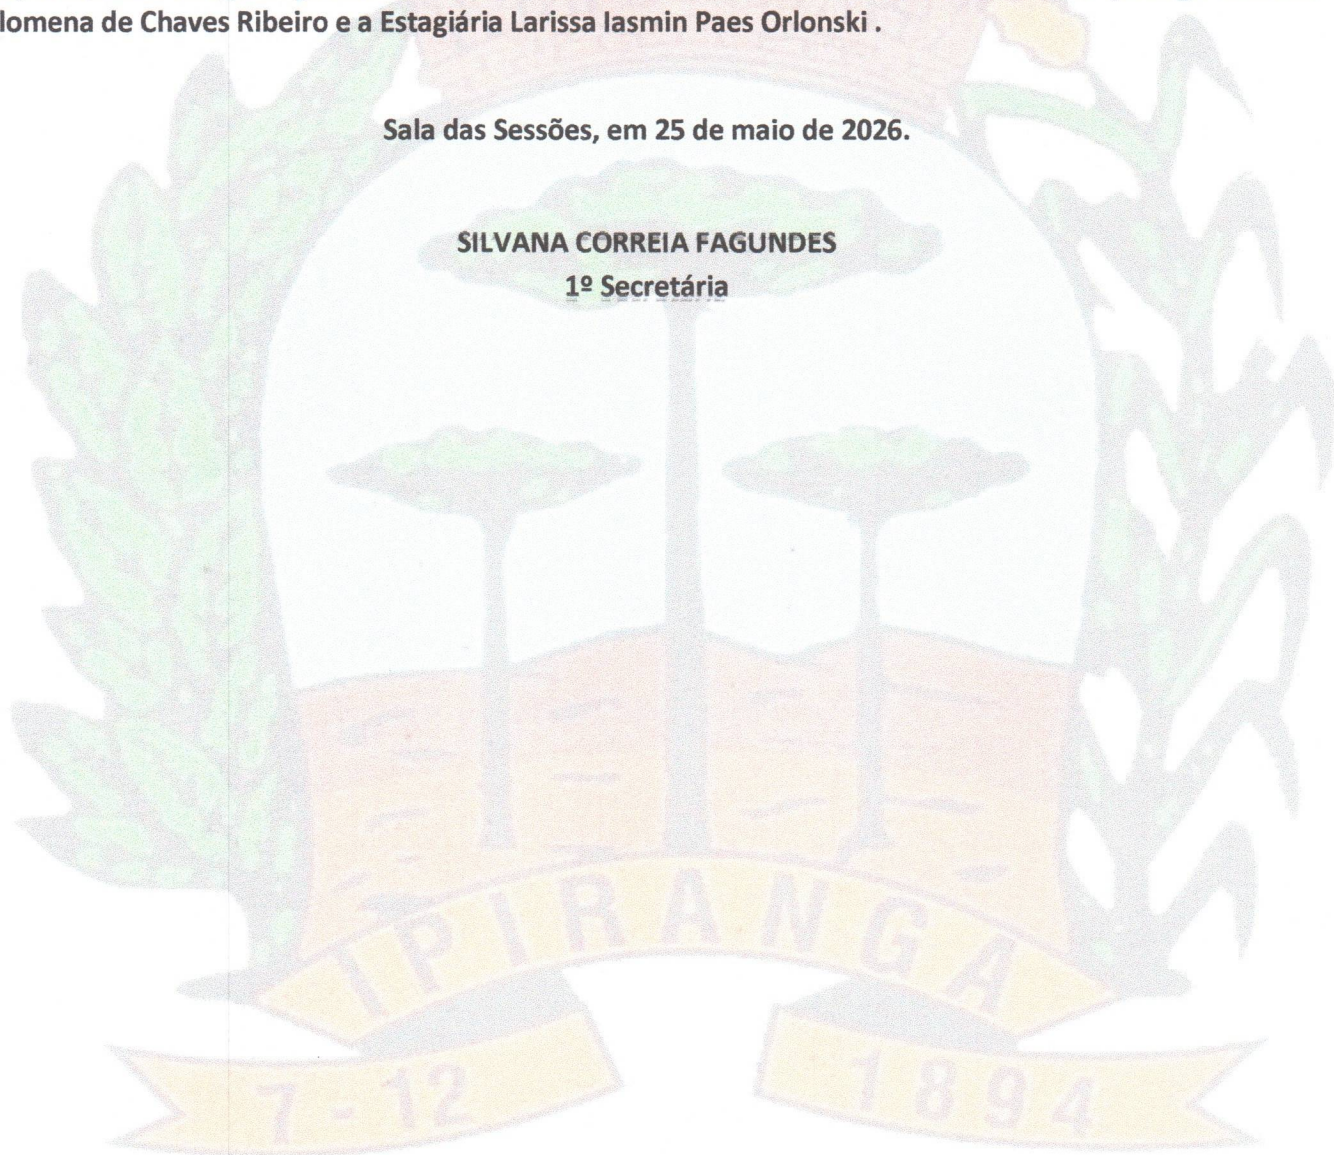 lomena de Chaves Ribeiro e a Estagiária Larissa Iasmin Paes Orlonski .
Sala das Sessões, em 25 de maio de 2026.
SILVANA CORREIA FAGUNDES
1º Secretária
IPIRANGA
7 - 12
1894